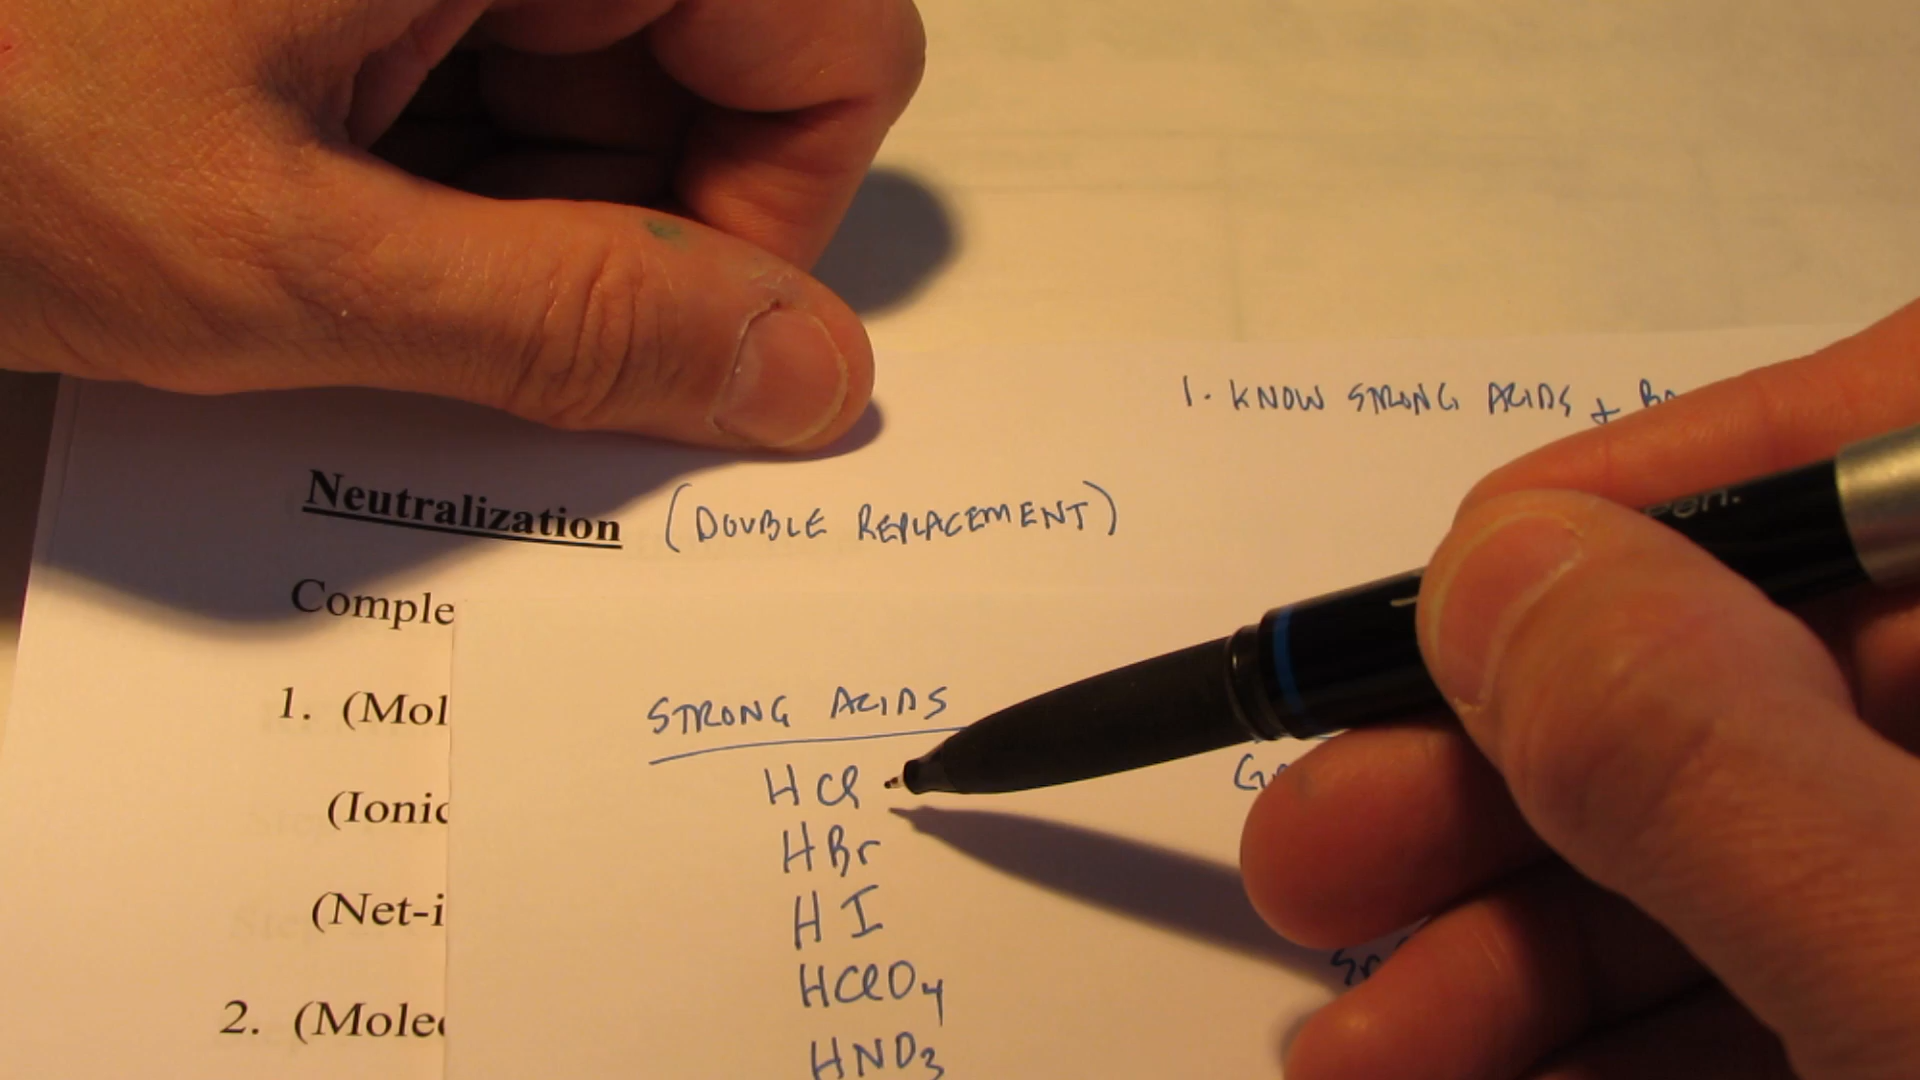 1. KNOW STRONG ACIDS +
Neutralization (DOUBLE REPLACEMENT)
Comple
1. (Mol
STRONG ACIDS
HCl
(Ionic
HBr
(Net-i
HI
HClO4
2. (Molec
HNO3